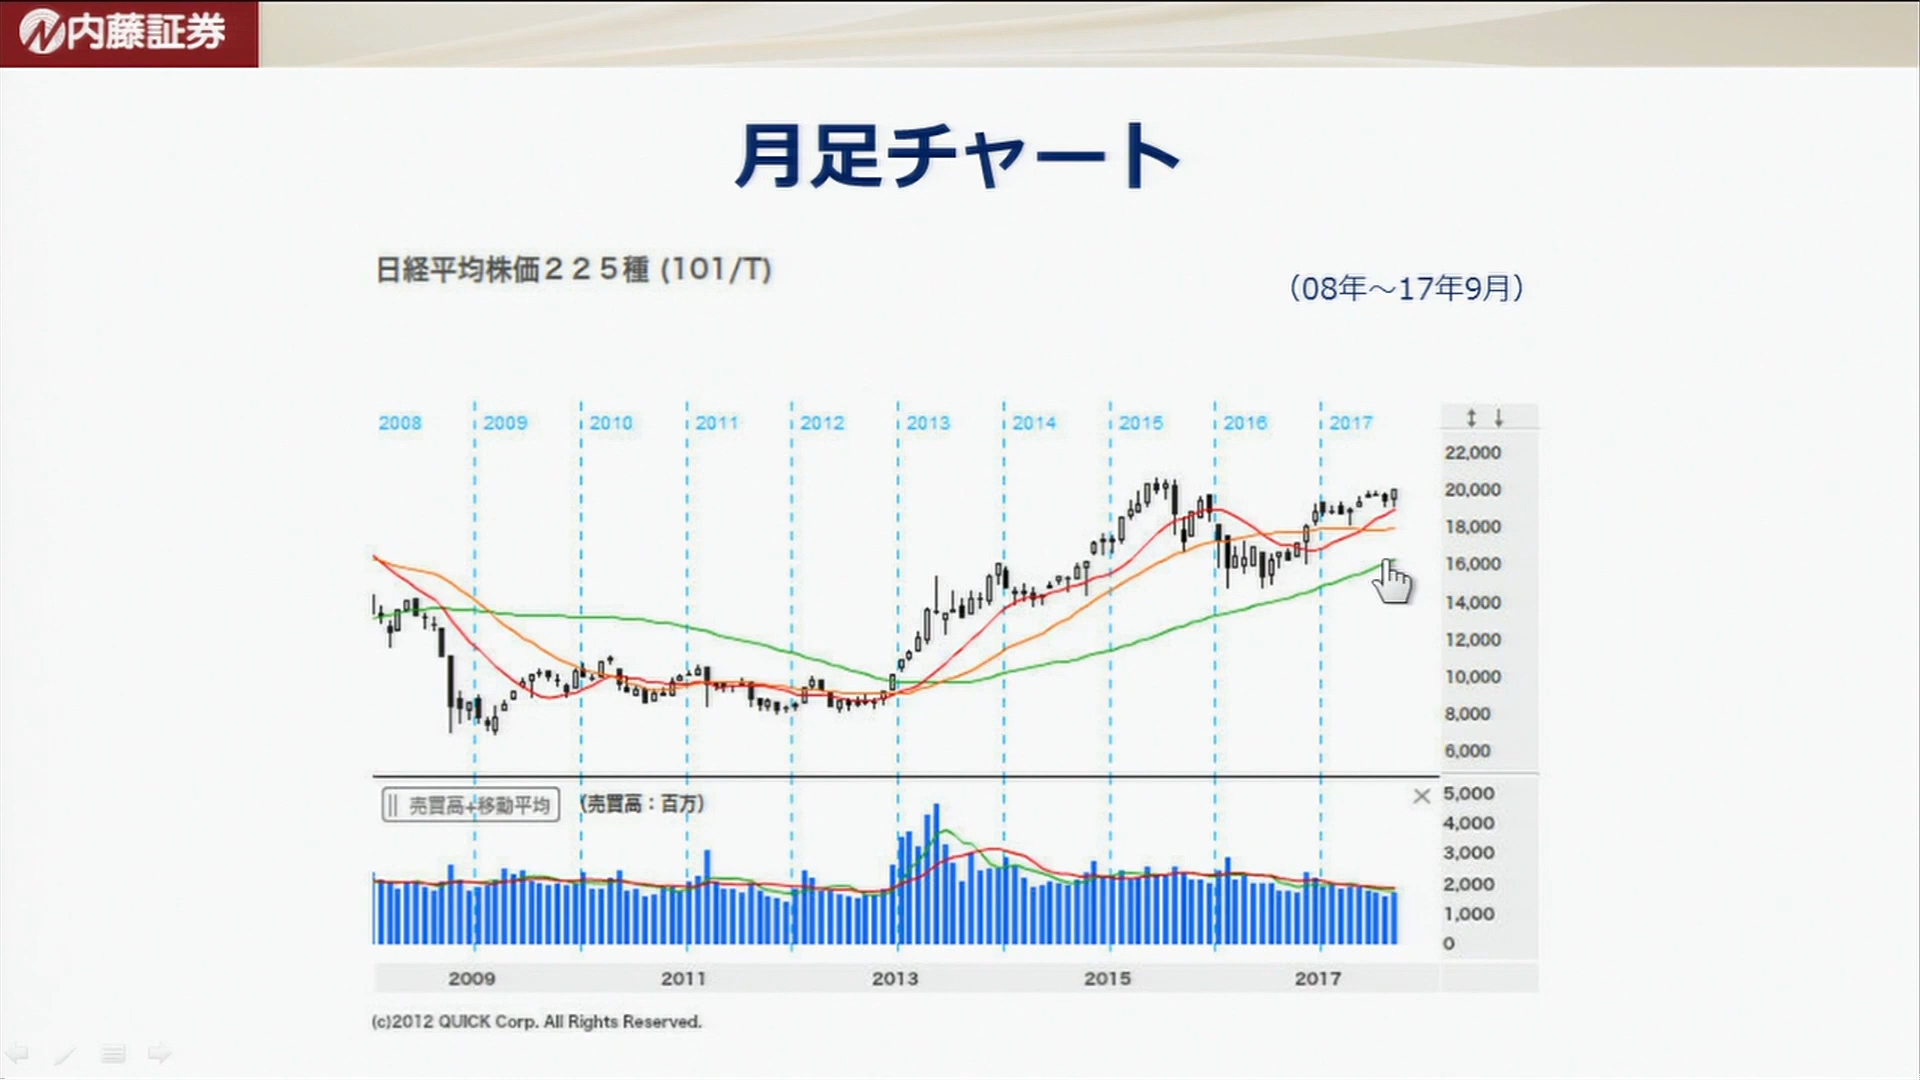 内藤証券
月足チャート
日経平均株価２２５種 (101/T)
（08年～17年9月）
2008 2009 2010 2011 2012 2013 2014 2015 2016 2017
22,000
20,000
18,000
16,000
14,000
12,000
10,000
8,000
6,000
売買高+移動平均 (売買高：百万)
5,000
4,000
3,000
2,000
1,000
0
2009 2011 2013 2015 2017
(c)2012 QUICK Corp. All Rights Reserved.